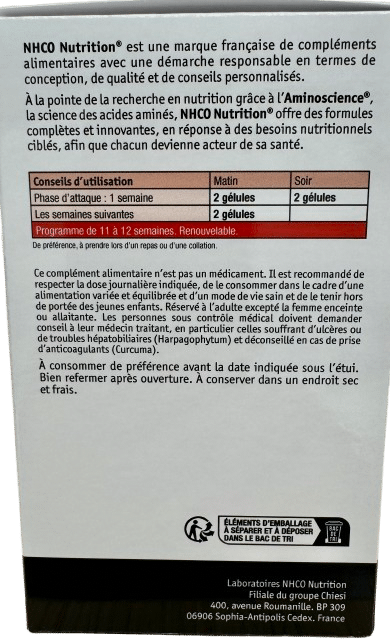 NHCO Nutrition® est une marque française de compléments
alimentaires avec une démarche responsable en termes de
conception, de qualité et de conseils personnalisés.
À la pointe de la recherche en nutrition grâce à l'Aminoscience®,
la science des acides aminés, NHCO Nutrition® offre des formules
complètes et innovantes, en réponse à des besoins nutritionnels
ciblés, afin que chacun devienne acteur de sa santé.
Conseils d'utilisation Matin Soir
Phase d'attaque : 1 semaine 2 gélules 2 gélules
Les semaines suivantes 2 gélules
Programme de 11 à 12 semaines. Renouvelable.
De préférence, à prendre lors d'un repas ou d'une collation.
Ce complément alimentaire n'est pas un médicament. Il est recommandé de
respecter la dose journalière indiquée, de le consommer dans le cadre d'une
alimentation variée et équilibrée et d'un mode de vie sain et de le tenir hors
de portée des jeunes enfants. Réservé à l'adulte excepté la femme enceinte
ou allaitante. Les personnes sous contrôle médical doivent demander
conseil à leur médecin traitant, en particulier celles souffrant d'ulcères ou
de troubles hépatobiliaires (Harpagophytum) et déconseillé en cas de prise
d'anticoagulants (Curcuma).
À consommer de préférence avant la date indiquée sous l'étui.
Bien refermer après ouverture. À conserver dans un endroit sec
et frais.
ÉLÉMENTS D'EMBALLAGE
À SÉPARER ET À DÉPOSER
DANS LE BAC DE TRI
BAC
DE
TRI
Laboratoires NHCO Nutrition
Filiale du groupe Chiesi
400, avenue Roumanille. BP 309
06906 Sophia-Antipolis Cedex. France